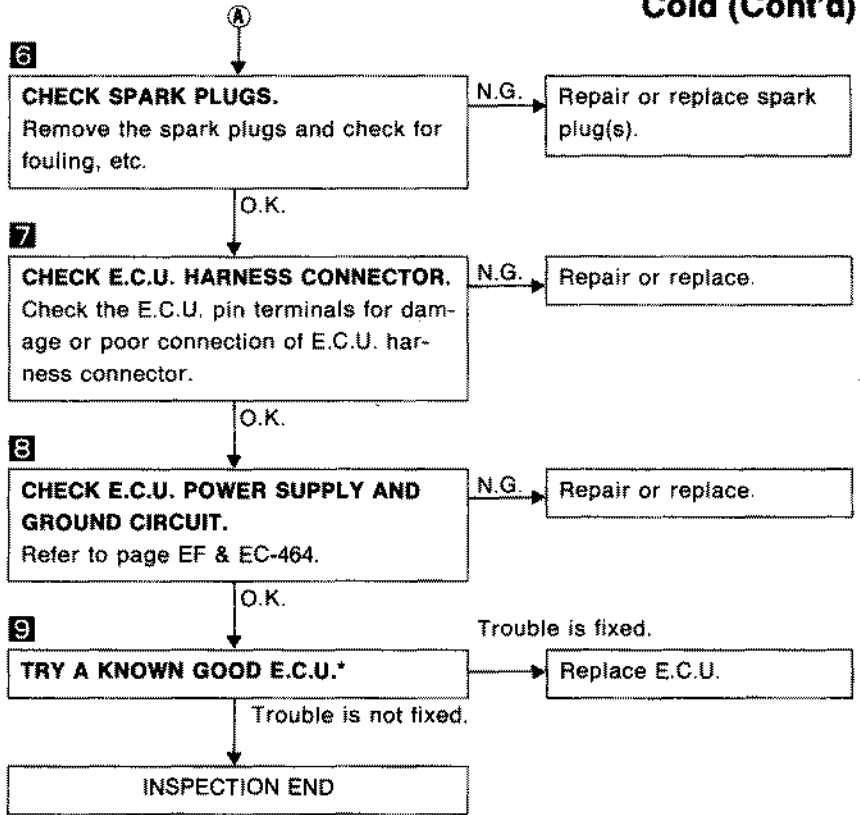 Cold (Cont'd)
A
6
CHECK SPARK PLUGS.
Remove the spark plugs and check for
fouling, etc.
N.G.
Repair or replace spark
plug(s).
O.K.
7
CHECK E.C.U. HARNESS CONNECTOR.
Check the E.C.U. pin terminals for dam-
age or poor connection of E.C.U. har-
ness connector.
N.G.
Repair or replace.
O.K.
8
CHECK E.C.U. POWER SUPPLY AND
GROUND CIRCUIT.
Refer to page EF & EC-464.
N.G.
Repair or replace.
O.K.
9
TRY A KNOWN GOOD E.C.U.*
Trouble is fixed.
Replace E.C.U.
Trouble is not fixed.
INSPECTION END